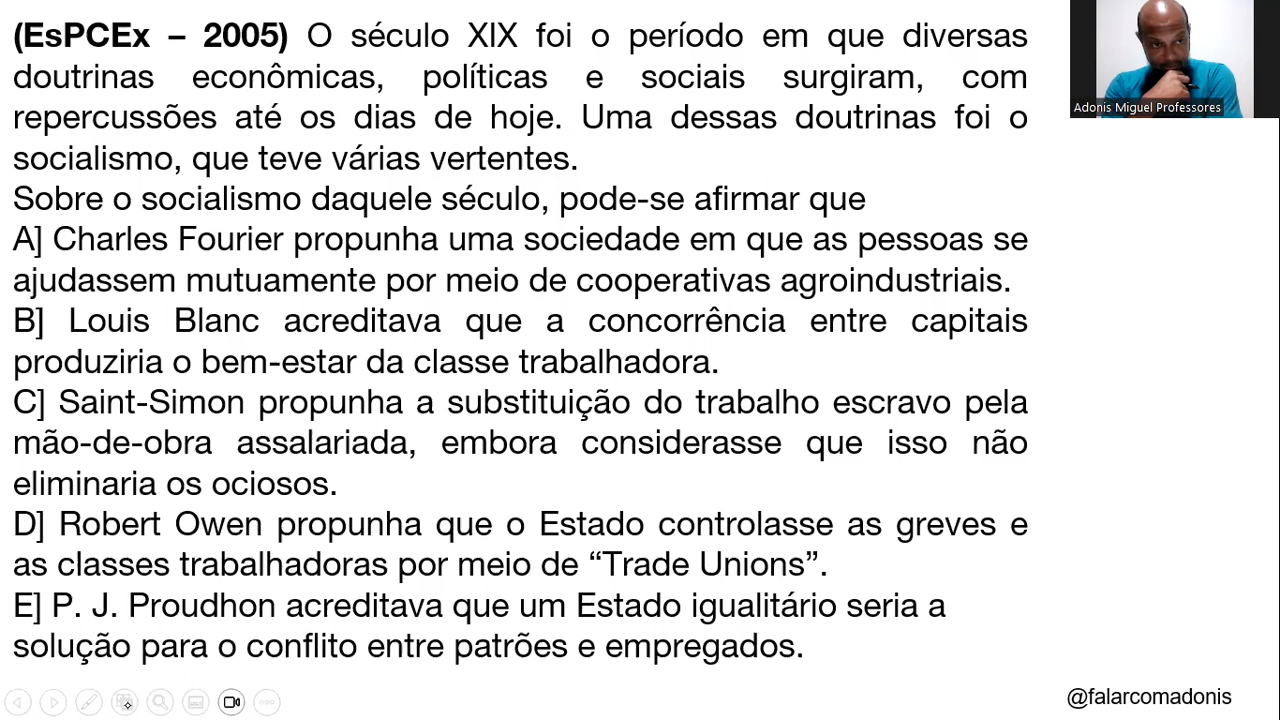 (EsPCEx – 2005) O século XIX foi o período em que diversas
doutrinas econômicas, políticas e sociais surgiram, com
repercussões até os dias de hoje. Uma dessas doutrinas foi o
socialismo, que teve várias vertentes.
Sobre o socialismo daquele século, pode-se afirmar que
A] Charles Fourier propunha uma sociedade em que as pessoas se
ajudassem mutuamente por meio de cooperativas agroindustriais.
B] Louis Blanc acreditava que a concorrência entre capitais
produziria o bem-estar da classe trabalhadora.
C] Saint-Simon propunha a substituição do trabalho escravo pela
mão-de-obra assalariada, embora considerasse que isso não
eliminaria os ociosos.
D] Robert Owen propunha que o Estado controlasse as greves e
as classes trabalhadoras por meio de “Trade Unions”.
E] P. J. Proudhon acreditava que um Estado igualitário seria a
solução para o conflito entre patrões e empregados.
Adonis Miguel Professores
@falarcomadonis